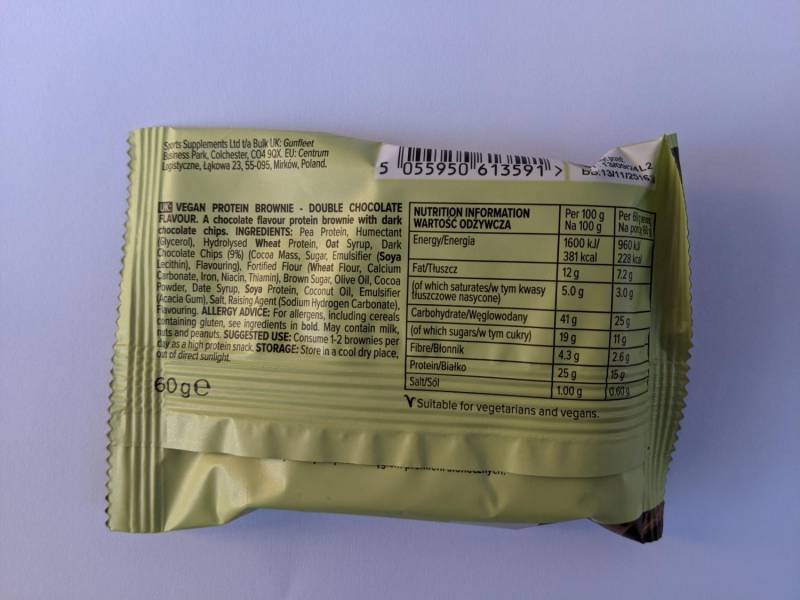 Sports Supplements Ltd t/a Bulk UK: Gunfleet
Business Park, Colchester, CO4 9QX. EU: Centrum
Logistyczne, Łąkowa 23, 55-095, Mirków, Poland.
5 055950 613591 >
UK: VEGAN PROTEIN BROWNIE - DOUBLE CHOCOLATE
FLAVOUR. A chocolate flavour protein brownie with dark
chocolate chips. INGREDIENTS: Pea Protein, Humectant
(Glycerol), Hydrolysed Wheat Protein, Oat Syrup, Dark
Chocolate Chips (9%) (Cocoa Mass, Sugar, Emulsifier (Soya
Lecithin), Flavouring), Fortified Flour (Wheat Flour, Calcium
Carbonate, Iron, Niacin, Thiamin), Brown Sugar, Olive Oil, Cocoa
Powder, Date Syrup, Soya Protein, Coconut Oil, Emulsifier
(Acacia Gum), Salt, Raising Agent (Sodium Hydrogen Carbonate),
Flavouring. ALLERGY ADVICE: For allergens, including cereals
containing gluten, see ingredients in bold. May contain milk,
nuts and peanuts. SUGGESTED USE: Consume 1-2 brownies per
day as a high protein snack. STORAGE: Store in a cool dry place,
out of direct sunlight.
60g e
NUTRITION INFORMATION Per 100 g Per
WARTOŚĆ ODŻYWCZA Na 100 g Na
Energy/Energia 1600 kJ/ 960 kJ/
381 kcal 228 kcal
Fat/Tłuszcz 12 g 7.2 g
(of which saturates/w tym kwasy 5.0 g 3.0 g
tłuszczowe nasycone)
Carbohydrate/Węglowodany 41 g 25 g
(of which sugars/w tym cukry) 19 g 11 g
Fibre/Błonnik 4.3 g 2.6 g
Protein/Białko 25 g 15 g
Salt/Sól 1.00 g 0.60 g
Suitable for vegetarians and vegans.